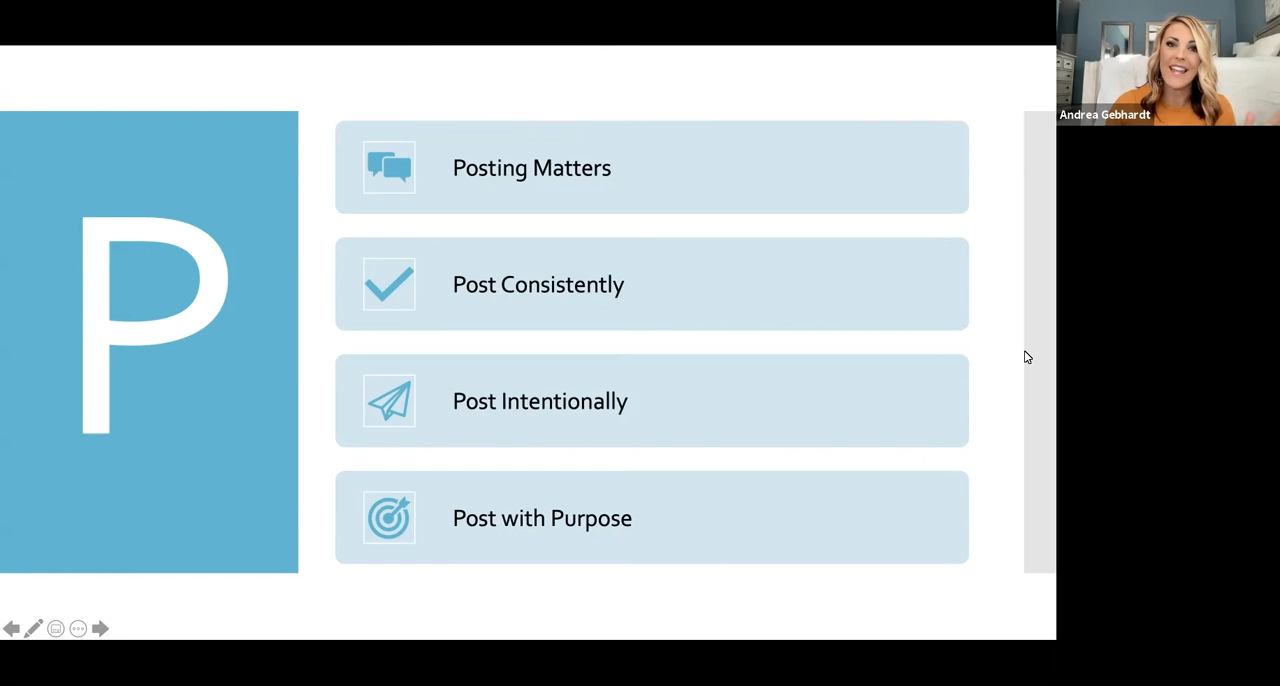 P
Posting Matters
Post Consistently
Post Intentionally
Post with Purpose
Andrea Gebhardt